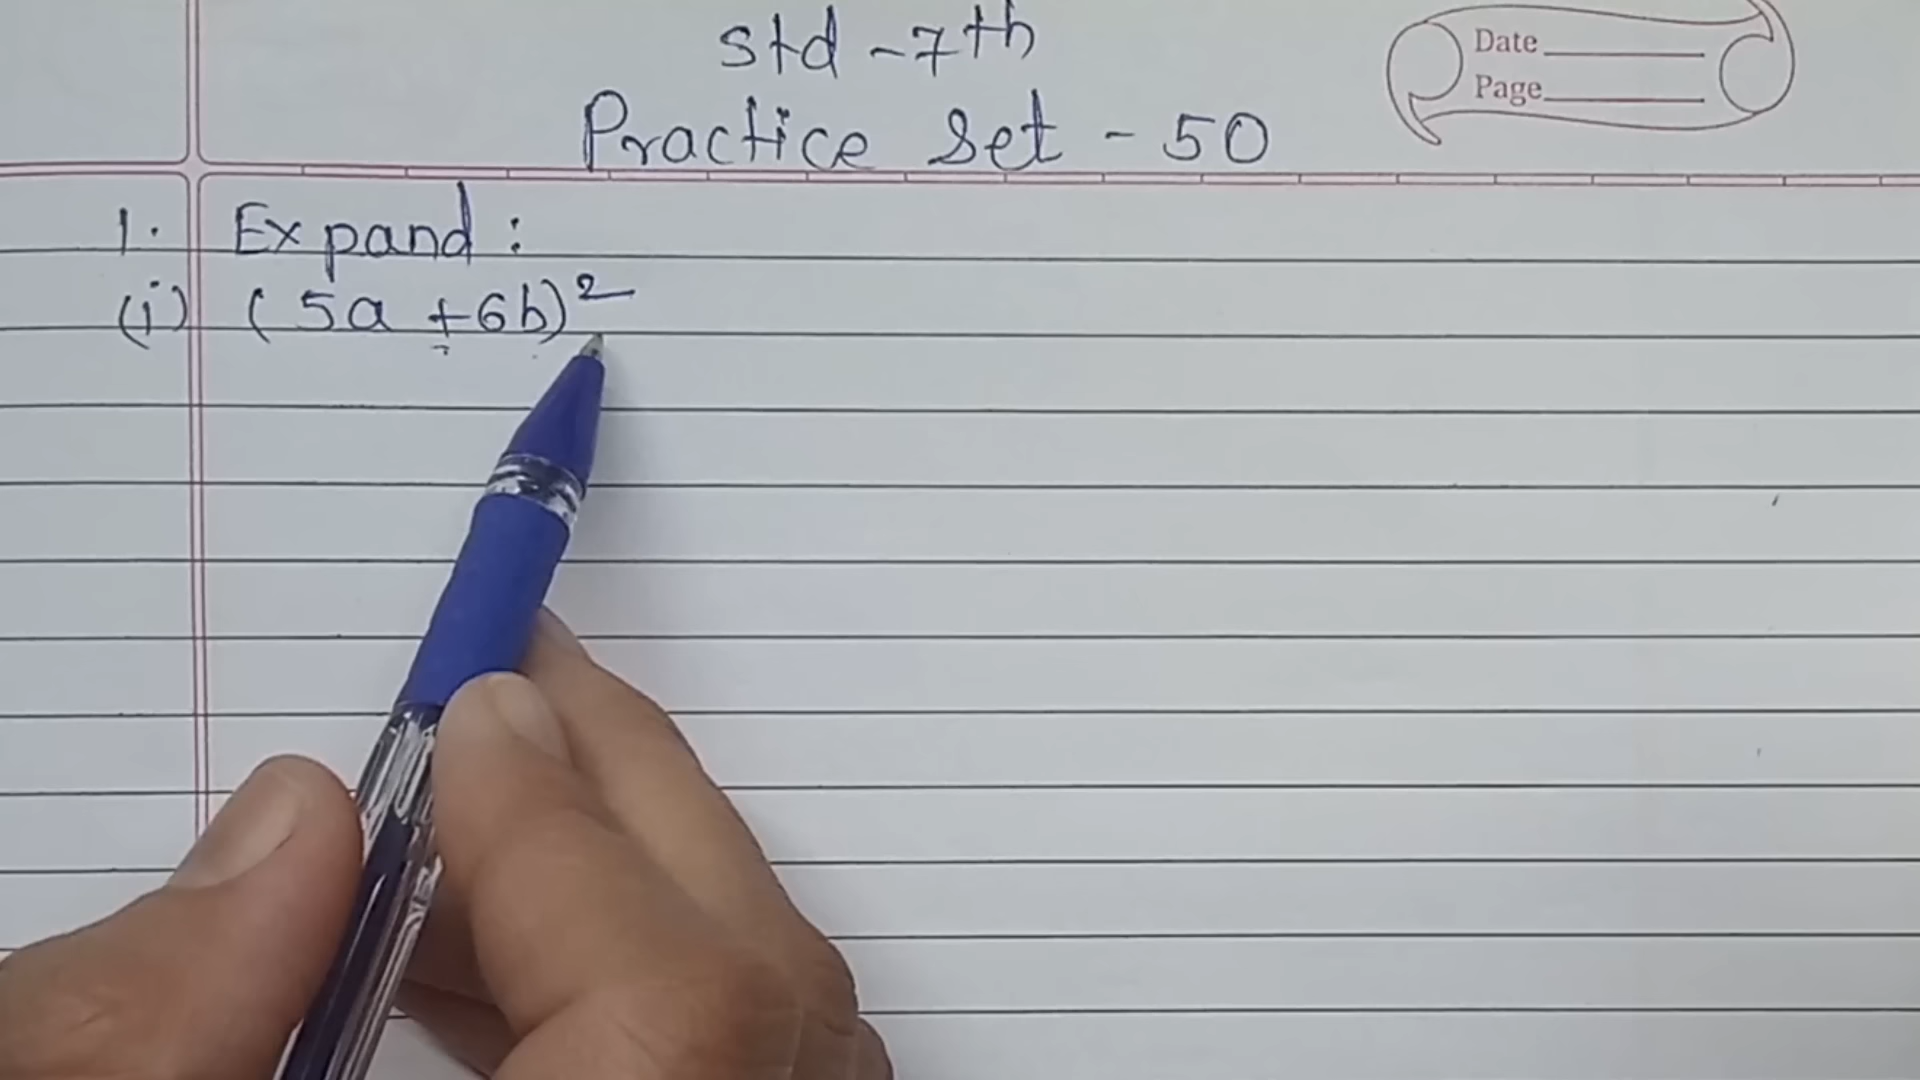 Std - 7th
Date
Page
Practice Set - 50
1. Expand :
(i) (5a + 6b)²